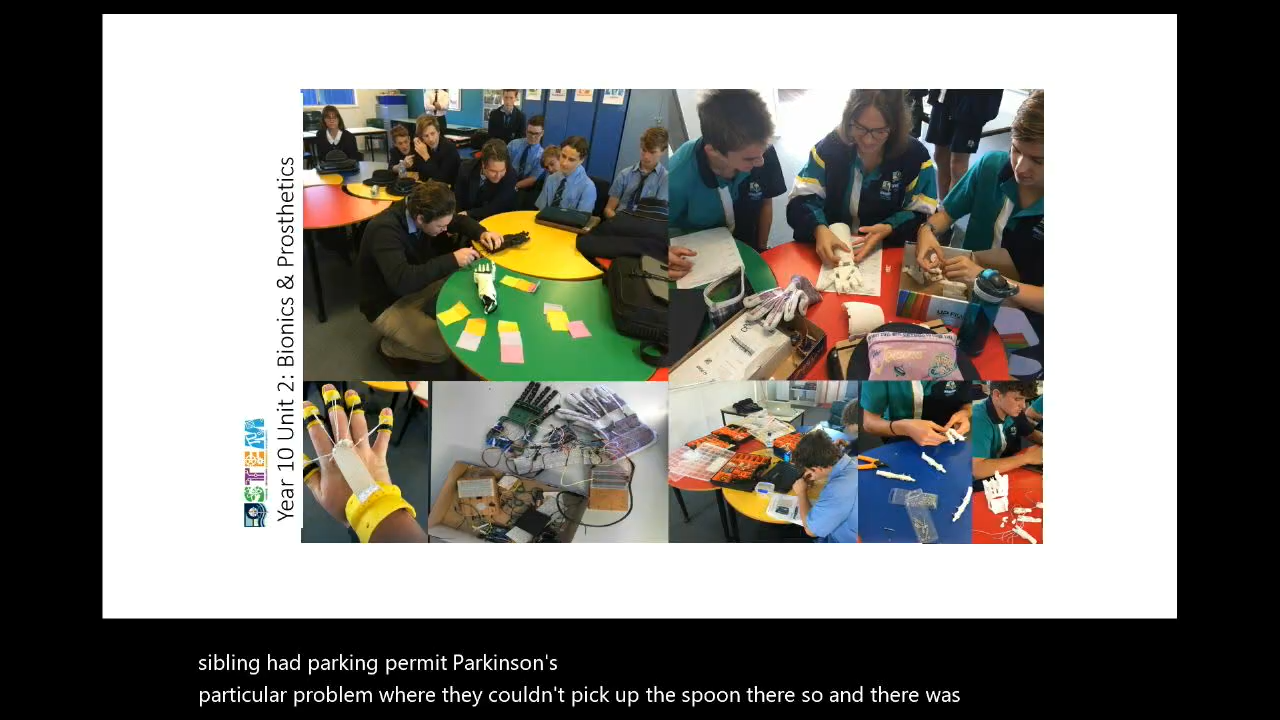 Year 10 Unit 2: Bionics & Prosthetics
STEM
sibling had parking permit Parkinson's
particular problem where they couldn't pick up the spoon there so and there was